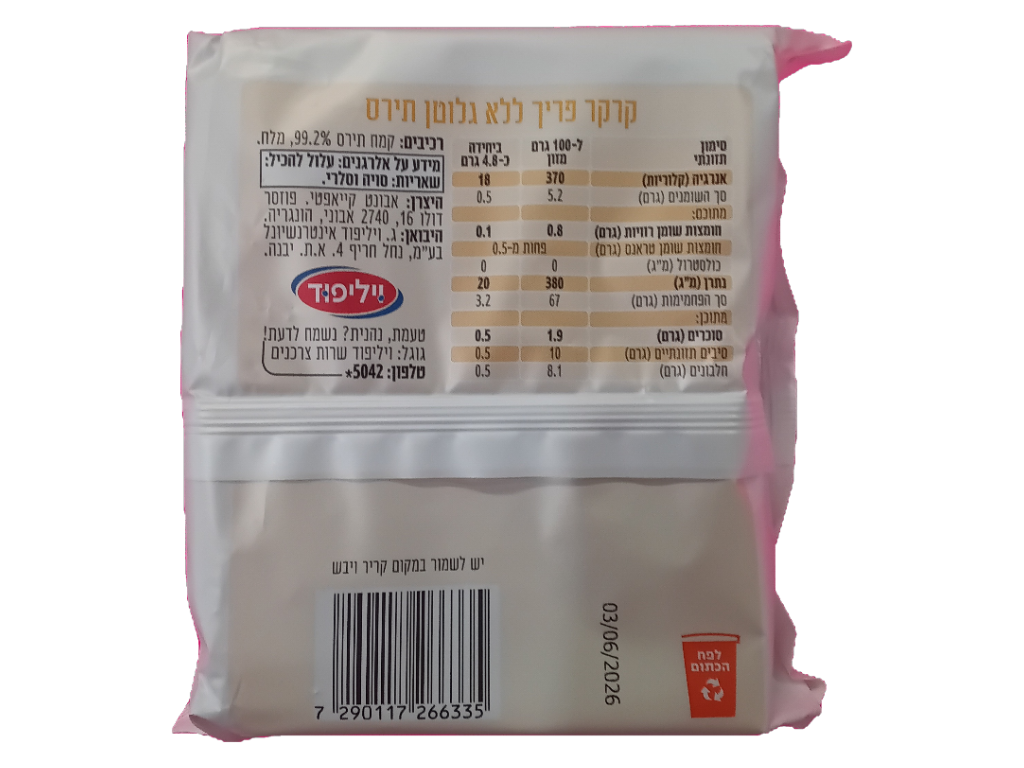 קרקר פריך ללא גלוטן תירס
סימון תזונתי ל-100 גרם מזון ביחידה כ-4.8 גרם
אנרגיה (קלוריות) 370 18
סך השומנים (גרם) 5.2 0.5
מתוכם:
חומצות שומן רוויות (גרם) 0.8 0.1
חומצות שומן טראנס (גרם) פחות מ-0.5
כולסטרול (מ"ג) 0 0
נתרן (מ"ג) 380 20
סך הפחמימות (גרם) 67 3.2
מתוכן:
סוכרים (גרם) 1.9 0.5
סיבים תזונתיים (גרם) 10 0.5
חלבונים (גרם) 8.1 0.5
רכיבים: קמח תירס 99.2%, מלח.
מידע על אלרגנים: עלול להכיל:
שאריות: סויה וסלרי.
היצרן: אבונט קייאפטי. פוזסר
דולו 16, 2740 אבוני, הונגריה.
היבואן: ג. ויליפוד אינטרנשיונל
בע"מ, נחל חריף 4. א.ת. יבנה.
ויליפוד
טעמת, נהנית? נשמח לדעת!
גוגל: ויליפוד שרות צרכנים
טלפון: 5042*
יש לשמור במקום קריר ויבש
7 290117 266335
03/06/2026
לפח
הכתום